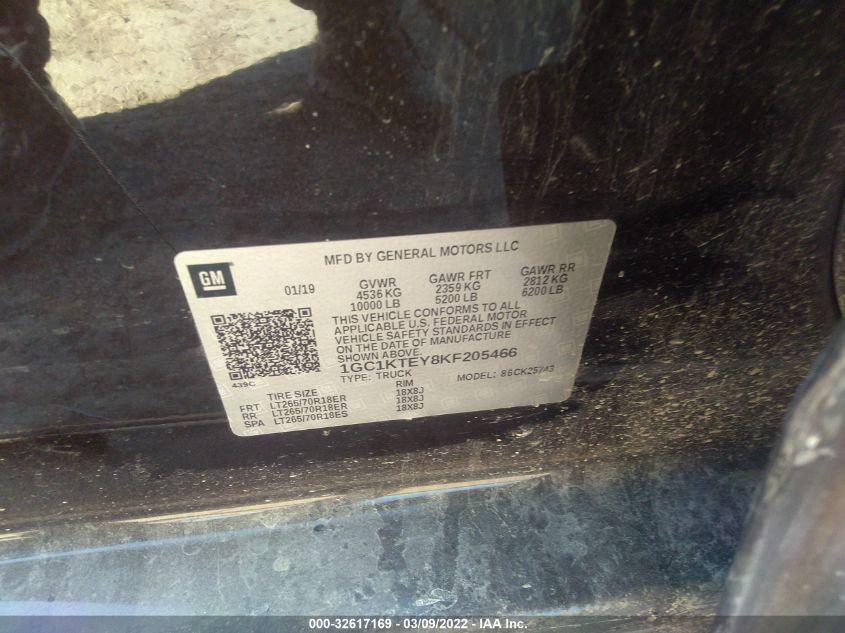 MFD BY GENERAL MOTORS LLC
GM
01/19
GVWR
4536 KG
10000 LB
GAWR FRT
2359 KG
5200 LB
GAWR RR
2812 KG
6200 LB
THIS VEHICLE CONFORMS TO ALL
APPLICABLE U.S. FEDERAL MOTOR
VEHICLE SAFETY STANDARDS IN EFFECT
ON THE DATE OF MANUFACTURE
SHOWN ABOVE.
1GC1KTEY8KF205466
TYPE: TRUCK
MODEL: 86CK25743
439C
TIRE SIZE
RIM
FRT LT265/70R18ER 18X8J
RR LT265/70R18ER 18X8J
SPA LT265/70R18ES 18X8J
000-32617169 - 03/09/2022 - IAA Inc.